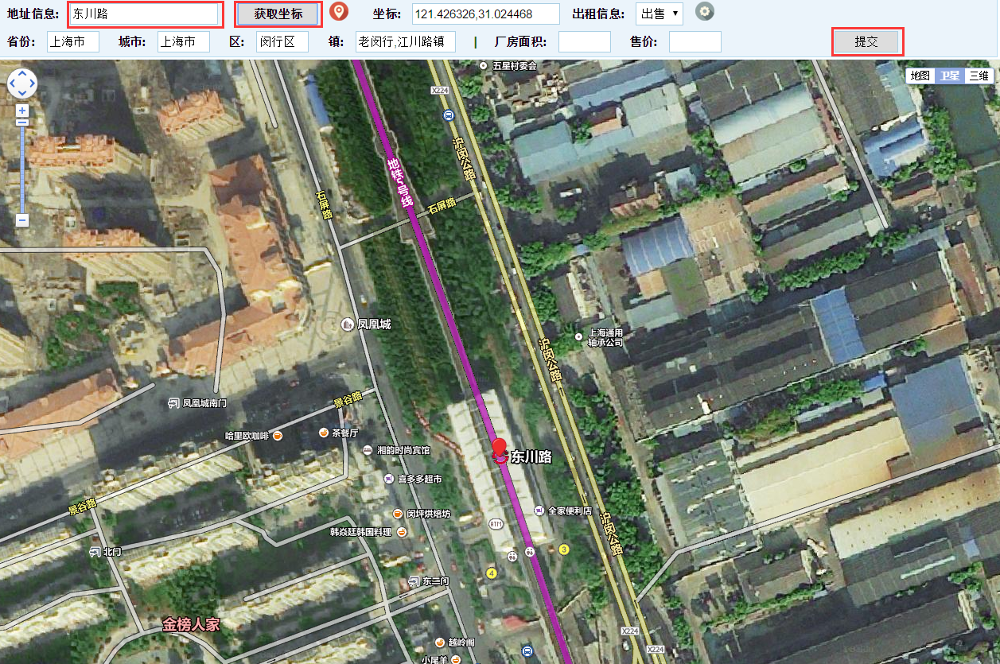 地址信息: 东川路 获取坐标 坐标: 121.426326,31.024468 出租信息: 出售
省份: 上海市 城市: 上海市 区: 闵行区 镇: 老闵行,江川路镇 | 厂房面积: 售价: 提交
五星村委会
地图 卫星 三维
X224
沪闵公路
地铁5号线
石屏路
石屏路
凤凰城
上海通用
轴承公司
沪闵公路
景谷路
凤凰城南门
哈里欧咖啡
茶餐厅
湘韵时尚宾馆
东川路
喜多多超市
景谷路
闵坪烘焙坊
全家便利店
ATM
韩焱廷韩国料理
沪闵公路
北门
3
4
东二门
金榜人家
X224
越岭阁
X224
小尾羊